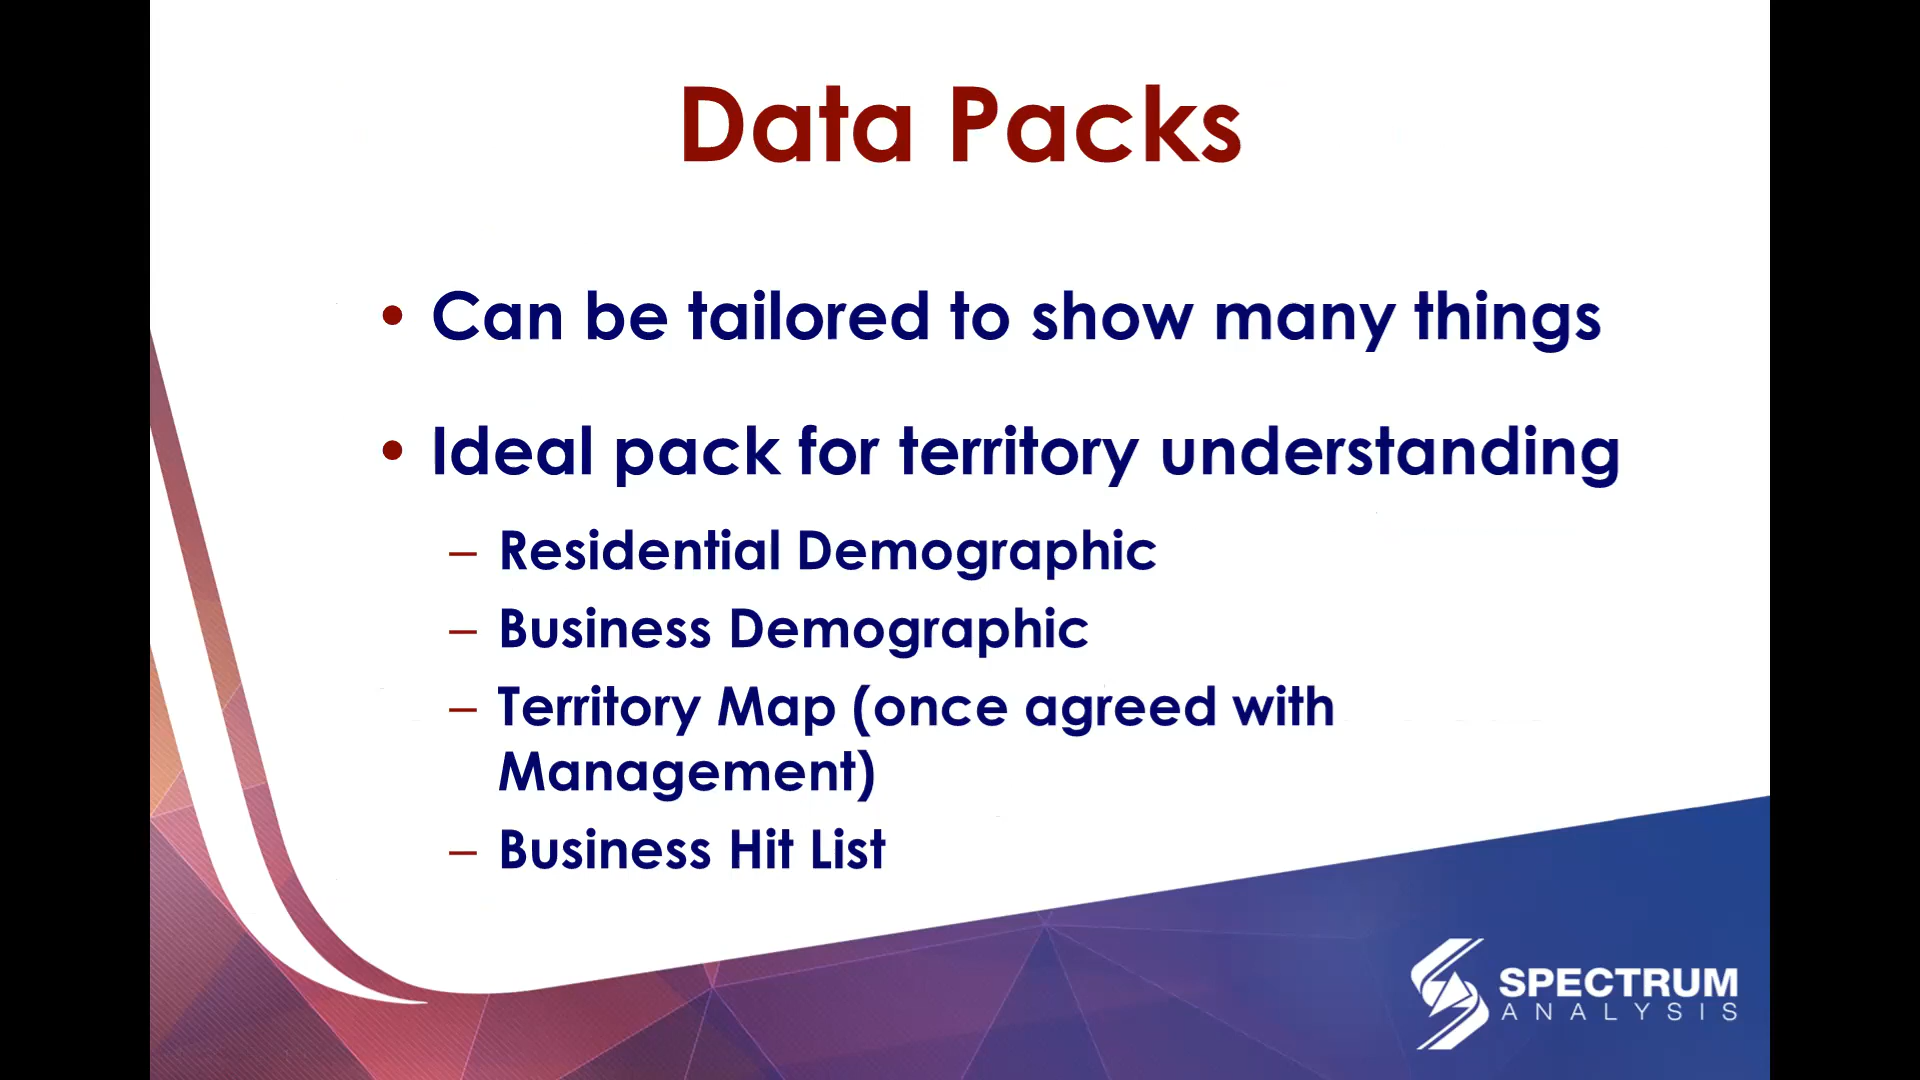 Data Packs
• Can be tailored to show many things
• Ideal pack for territory understanding
– Residential Demographic
– Business Demographic
– Territory Map (once agreed with
Management)
– Business Hit List
SPECTRUM
ANALYSIS